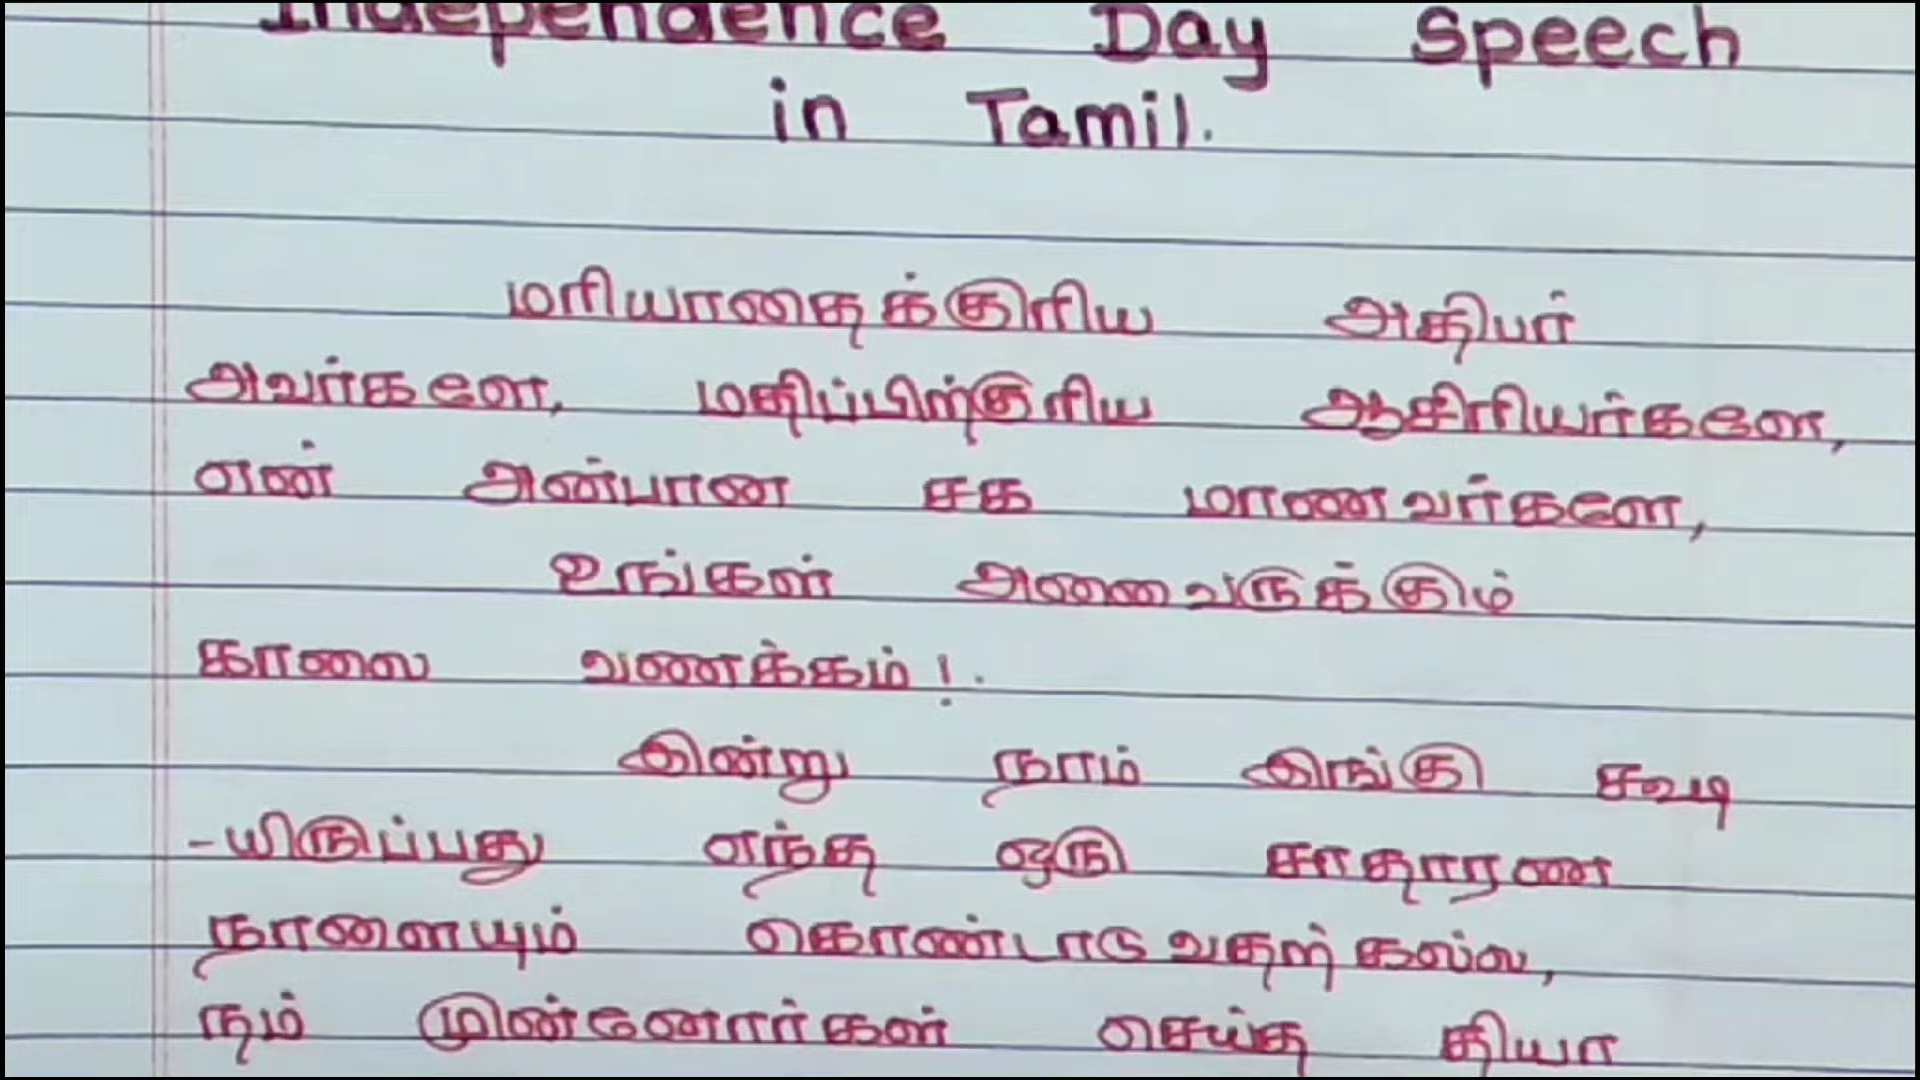 Independence Day Speech
in Tamil.
மரியாதைக்குரிய அதிபர்
அவர்களே, மதிப்பிற்குரிய ஆசிரியர்களே,
என் அன்பான சக மாணவர்களே,
உங்கள் அனைவருக்கும்
காலை வணக்கம்!.
இன்று நாம் இங்கு கூடி
-யிருப்பது எந்த ஒரு சாதாரண
நாளையும் கொண்டாடுவதற்கல்ல,
நம் முன்னோர்கள் செய்த தியா